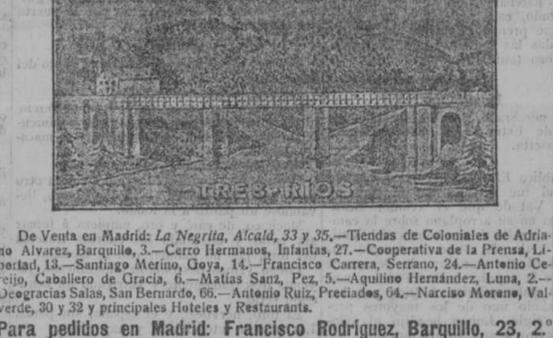 TRES-RIOS
De Venta en Madrid: La Negrita, Alcalá, 33 y 35.—Tiendas de Coloniales de Adria-
no Alvarez, Barquillo, 3.—Cerro Hermanos, Infantas, 27.—Cooperativa de la Prensa, Li-
bertad, 13.—Santiago Merino, Goya, 14.—Francisco Carrera, Serrano, 24.—Antonio Ce-
reijo, Caballero de Gracia, 6.—Matías Sanz, Pez, 5.—Aquilino Hernández, Luna, 2.—
Deogracias Salas, San Bernardo, 66.—Antonio Ruiz, Preciados, 64.—Narciso Moreno, Val-
verde, 30 y 32 y principales Hoteles y Restaurants.
Para pedidos en Madrid: Francisco Rodríguez, Barquillo, 23, 2.º